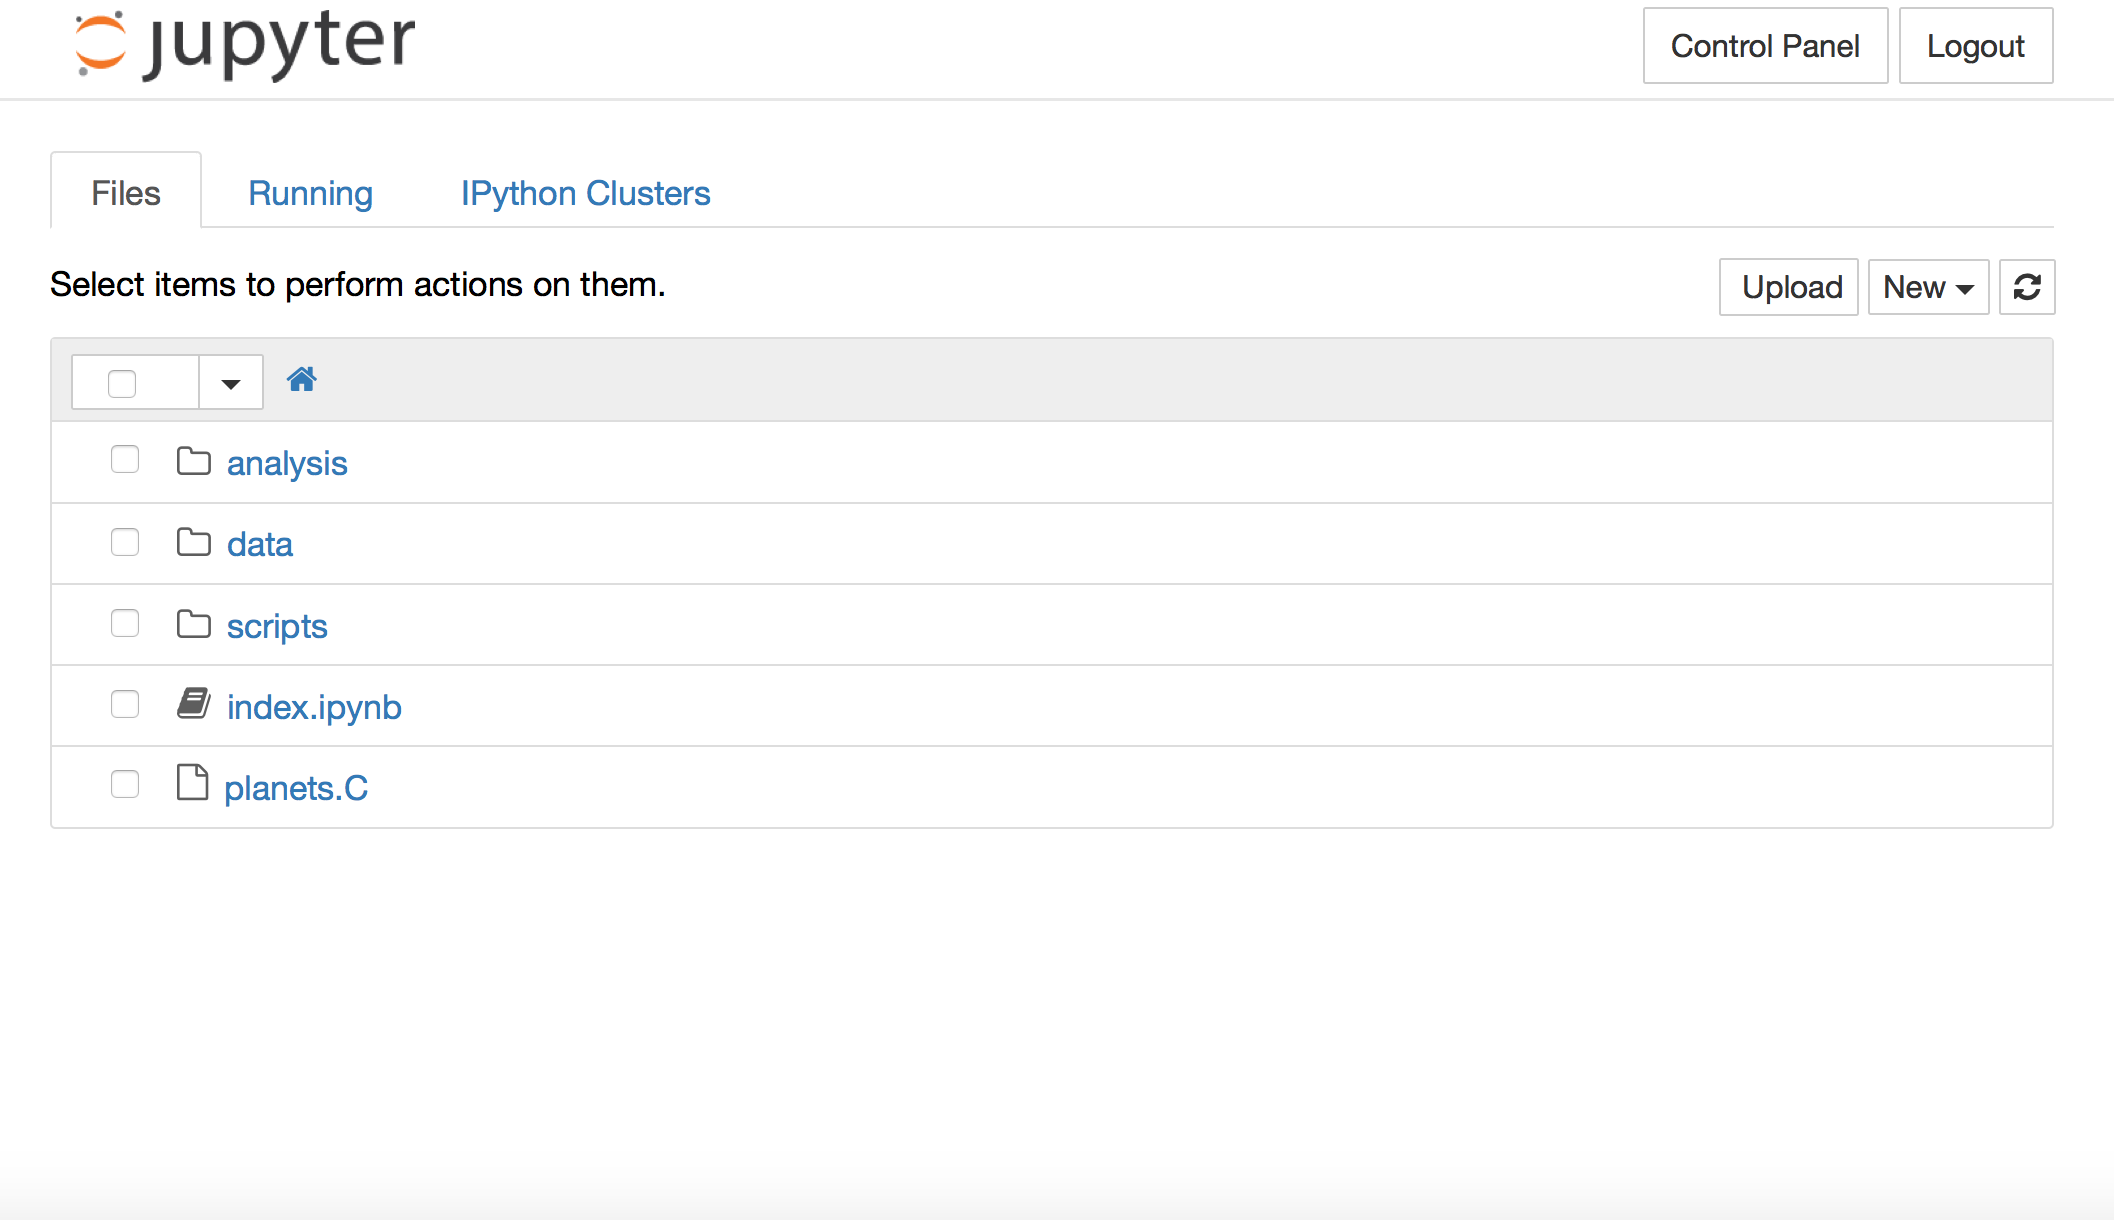 jupyter
Control Panel
Logout
Files
Running
IPython Clusters
Select items to perform actions on them.
Upload
New
analysis
data
scripts
index.ipynb
planets.C